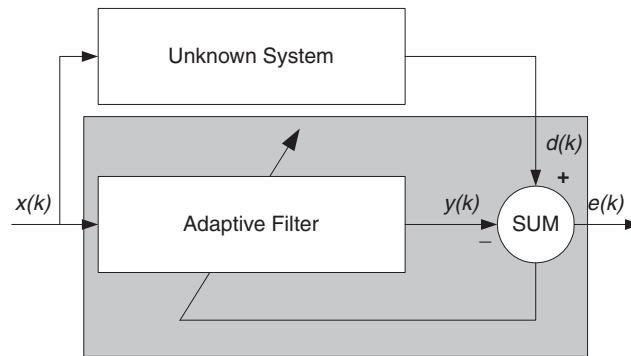 Unknown System
d(k)
+
x(k)
Adaptive Filter
y(k)
–
SUM
e(k)